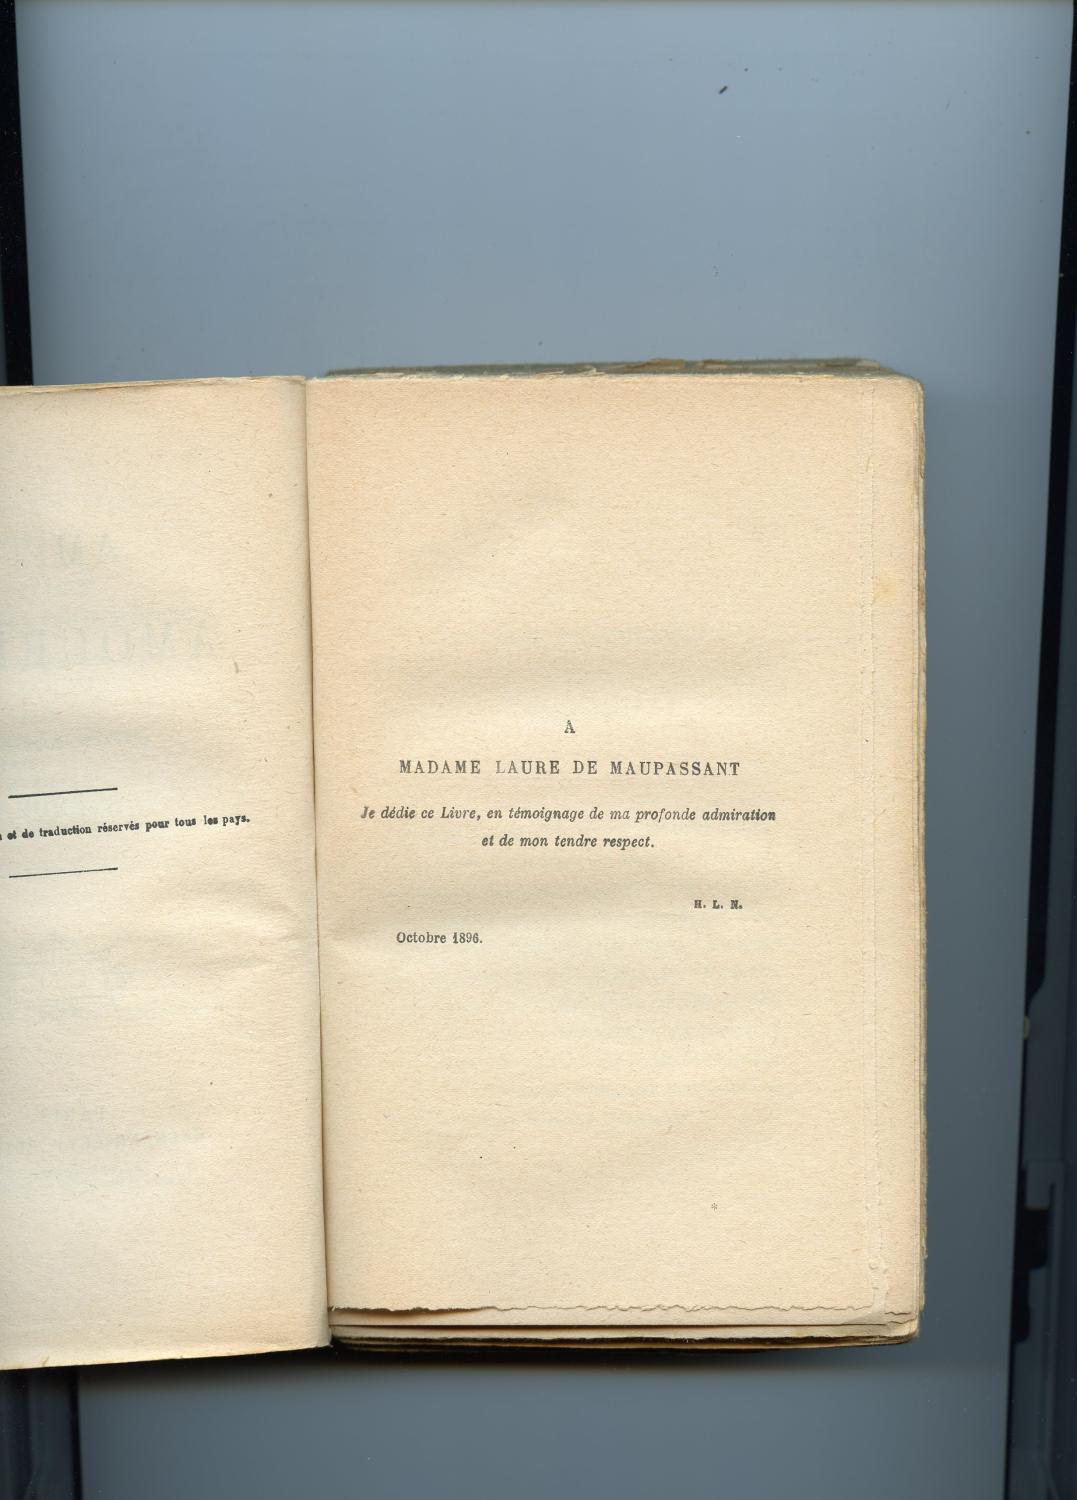 et de traduction réservés pour tous les pays.
A
MADAME LAURE DE MAUPASSANT
Je dédie ce Livre, en témoignage de ma profonde admiration
et de mon tendre respect.
H. L. N.
Octobre 1896.